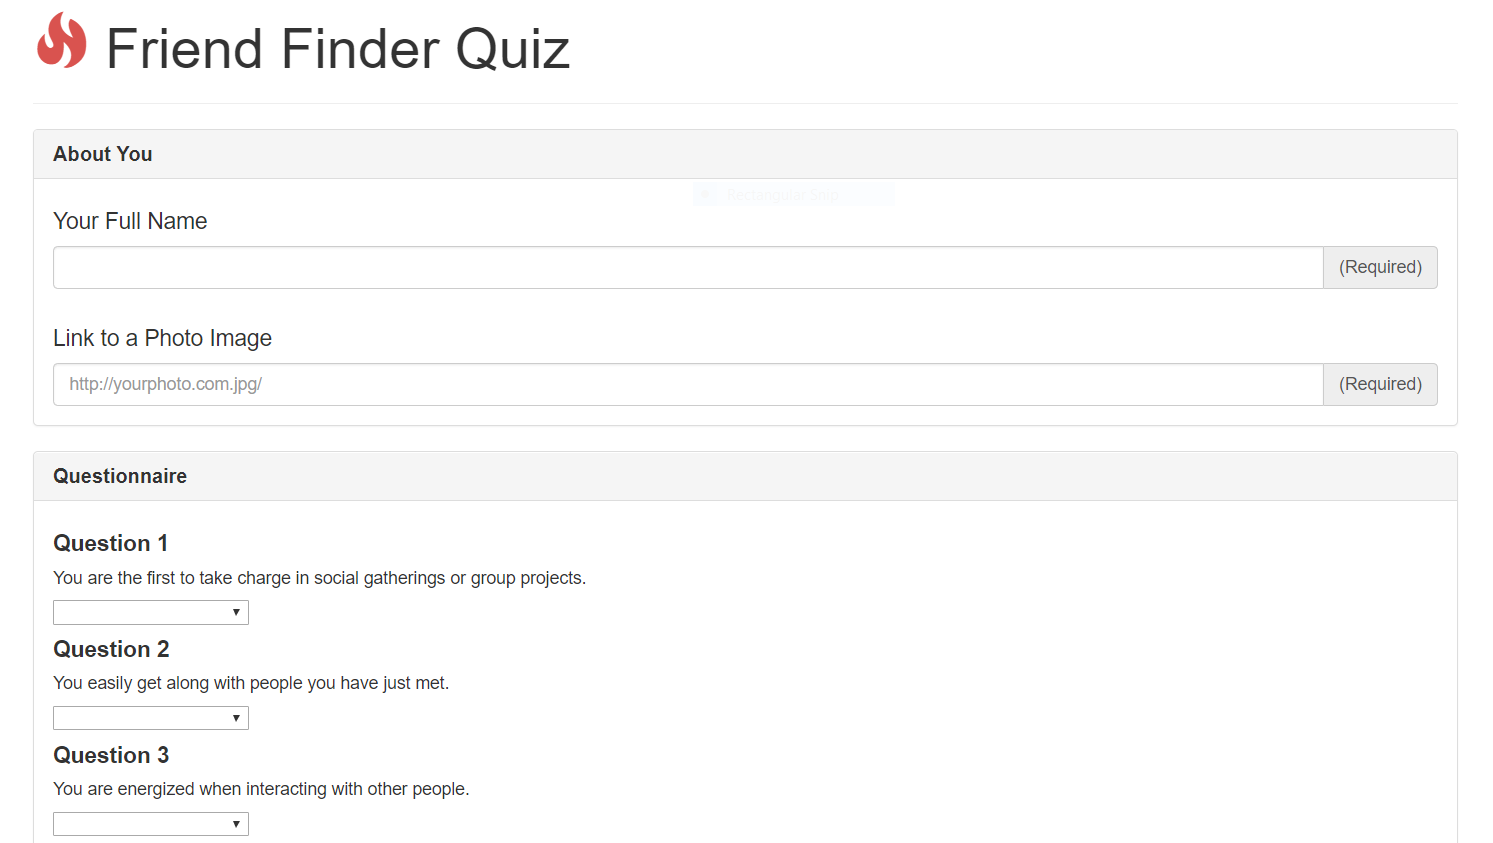 Friend Finder Quiz
About You
Rectangular Snip
Your Full Name
(Required)
Link to a Photo Image
http://yourphoto.com.jpg/ (Required)
Questionnaire
Question 1
You are the first to take charge in social gatherings or group projects.
Question 2
You easily get along with people you have just met.
Question 3
You are energized when interacting with other people.